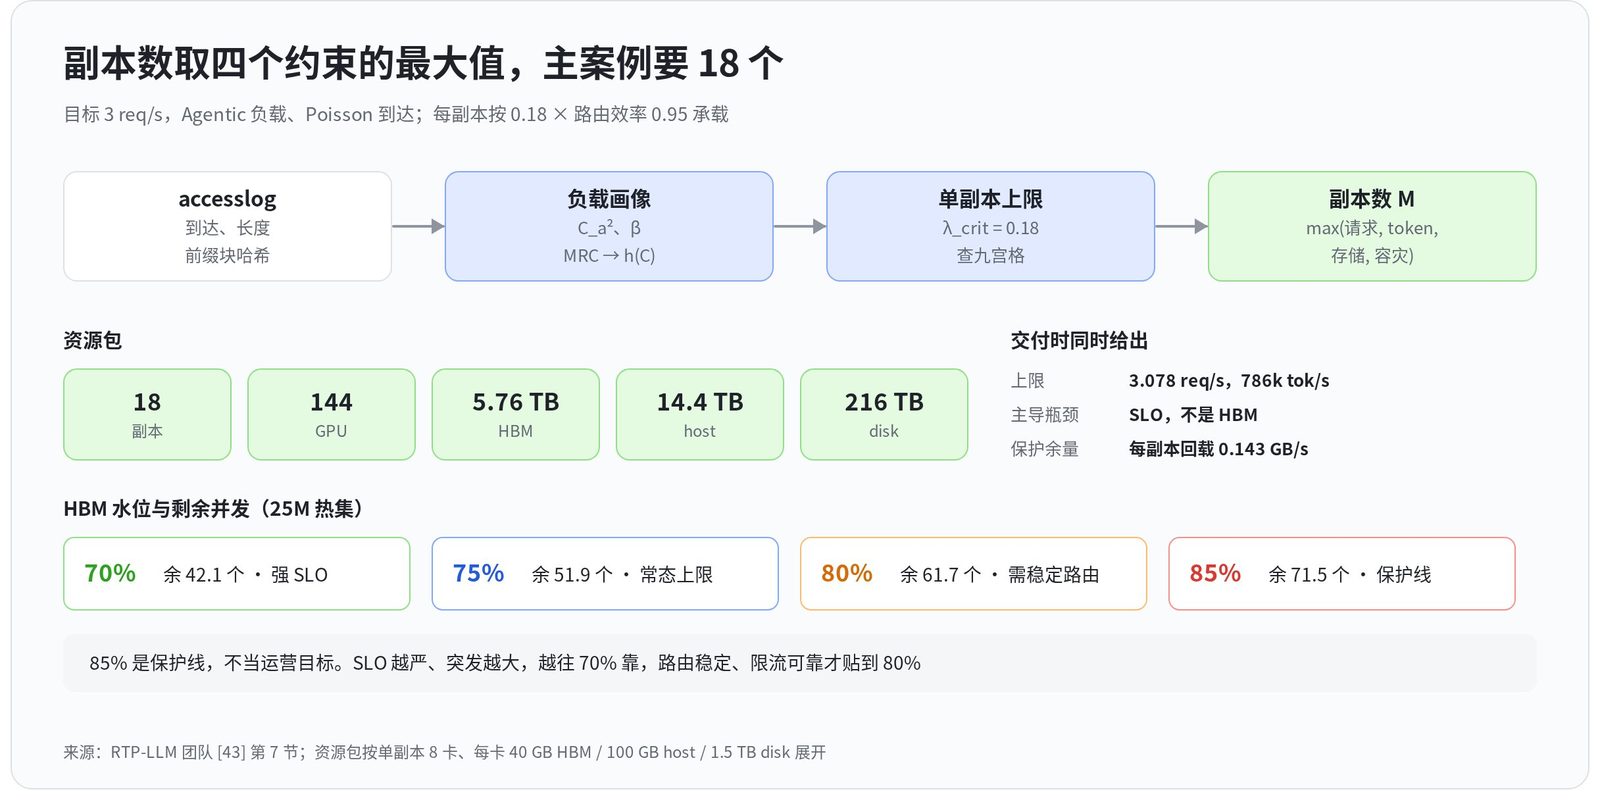 副本数取四个约束的最大值，主案例要 18 个
目标 3 req/s，Agentic 负载、Poisson 到达；每副本按 0.18 × 路由效率 0.95 承载
accesslog
到达、长度
前缀块哈希
负载画像
C_a²、β
MRC → h(C)
单副本上限
λ_crit = 0.18
查九宫格
副本数 M
max(请求, token,
存储, 容灾)
资源包
18
副本
144
GPU
5.76 TB
HBM
14.4 TB
host
216 TB
disk
交付时同时给出
上限 3.078 req/s，786k tok/s
主导瓶颈 SLO，不是 HBM
保护余量 每副本回载 0.143 GB/s
HBM 水位与剩余并发（25M 热集）
70% 余 42.1 个 · 强 SLO
75% 余 51.9 个 · 常态上限
80% 余 61.7 个 · 需稳定路由
85% 余 71.5 个 · 保护线
85% 是保护线，不当运营目标。SLO 越严、突发越大，越往 70% 靠，路由稳定、限流可靠才贴到 80%
来源：RTP-LLM 团队 [43] 第 7 节；资源包按单副本 8 卡、每卡 40 GB HBM / 100 GB host / 1.5 TB disk 展开